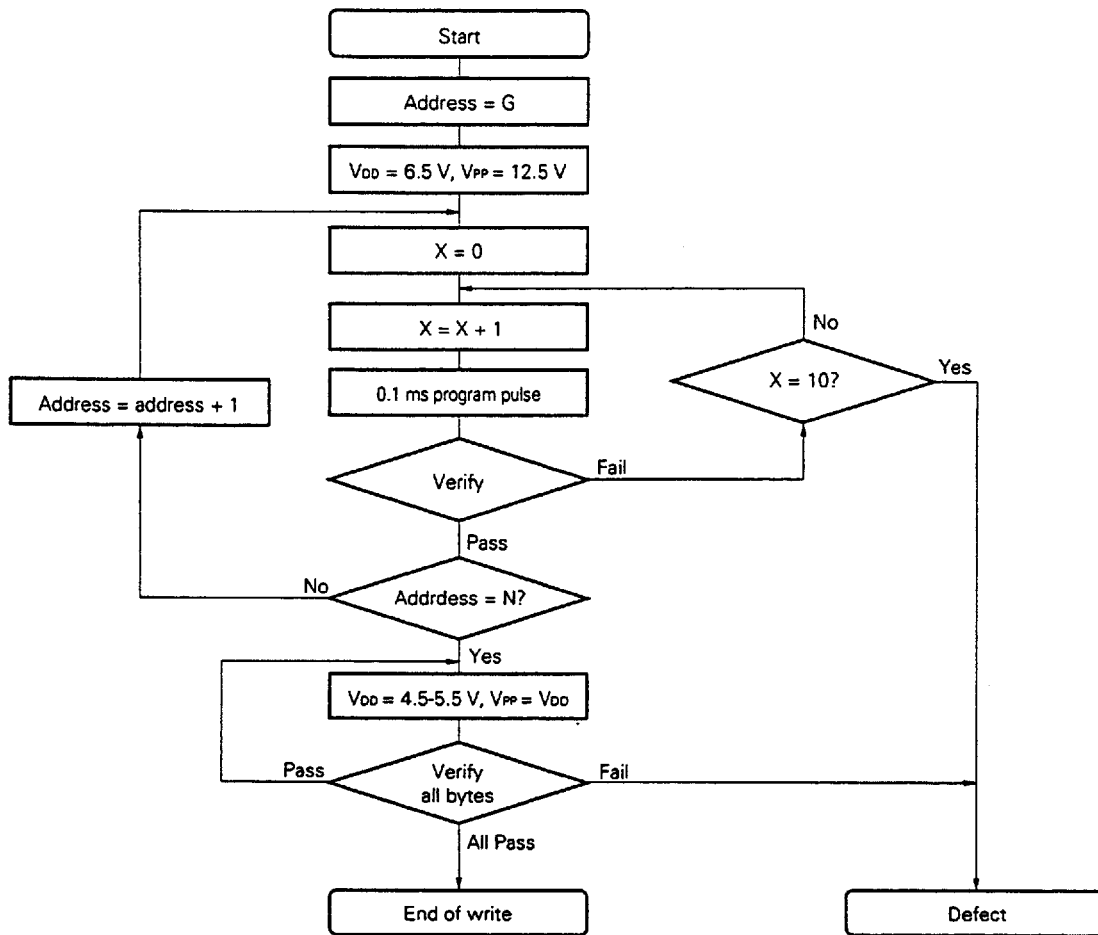 Start
Address = G
VDD = 6.5 V, VPP = 12.5 V
X = 0
X = X + 1
No
Yes
X = 10?
Address = address + 1
0.1 ms program pulse
Fail
Verify
Pass
No
Addrdess = N?
Yes
VDD = 4.5-5.5 V, VPP = VDD
Pass
Verify
all bytes
Fail
All Pass
End of write
Defect